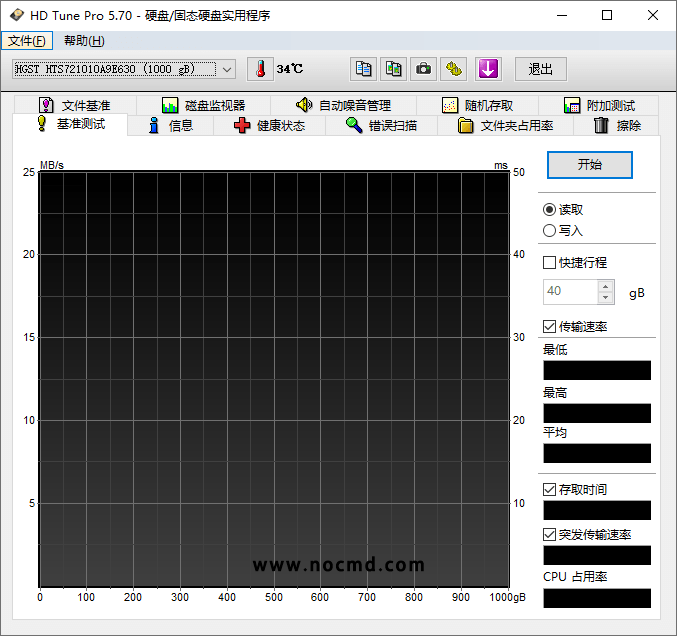 HD Tune Pro 5.70 - 硬盘/固态硬盘实用程序
文件(F) 帮助(H)
HGST HTS721010A9E630 (1000 gB) 34℃ 退出
文件基准 磁盘监视器 自动噪音管理 随机存取 附加测试
基准测试 信息 健康状态 错误扫描 文件夹占用率 擦除
MB/s ms
25 50
20 40
15 30
10 20
5 10
0 100 200 300 400 500 600 700 800 900 1000gB
www.nocmd.com
开始
读取
写入
快捷行程
40 gB
传输速率
最低
最高
平均
存取时间
突发传输速率
CPU 占用率